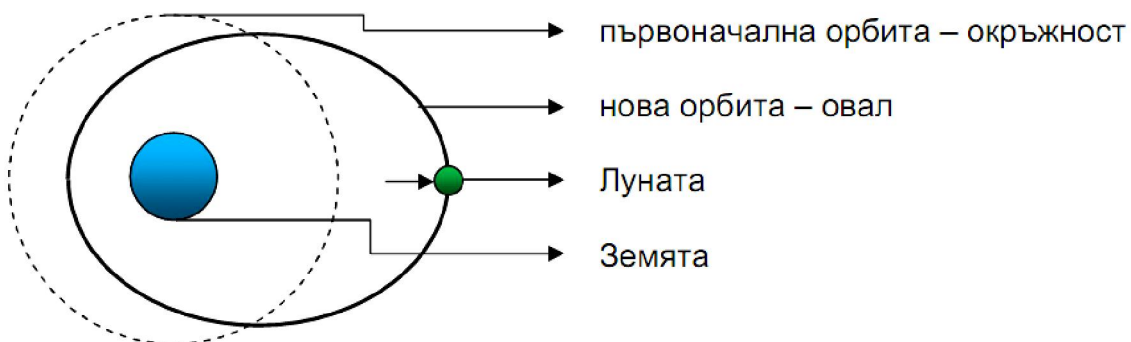 първоначална орбита – окръжност
нова орбита – овал
Луната
Земята